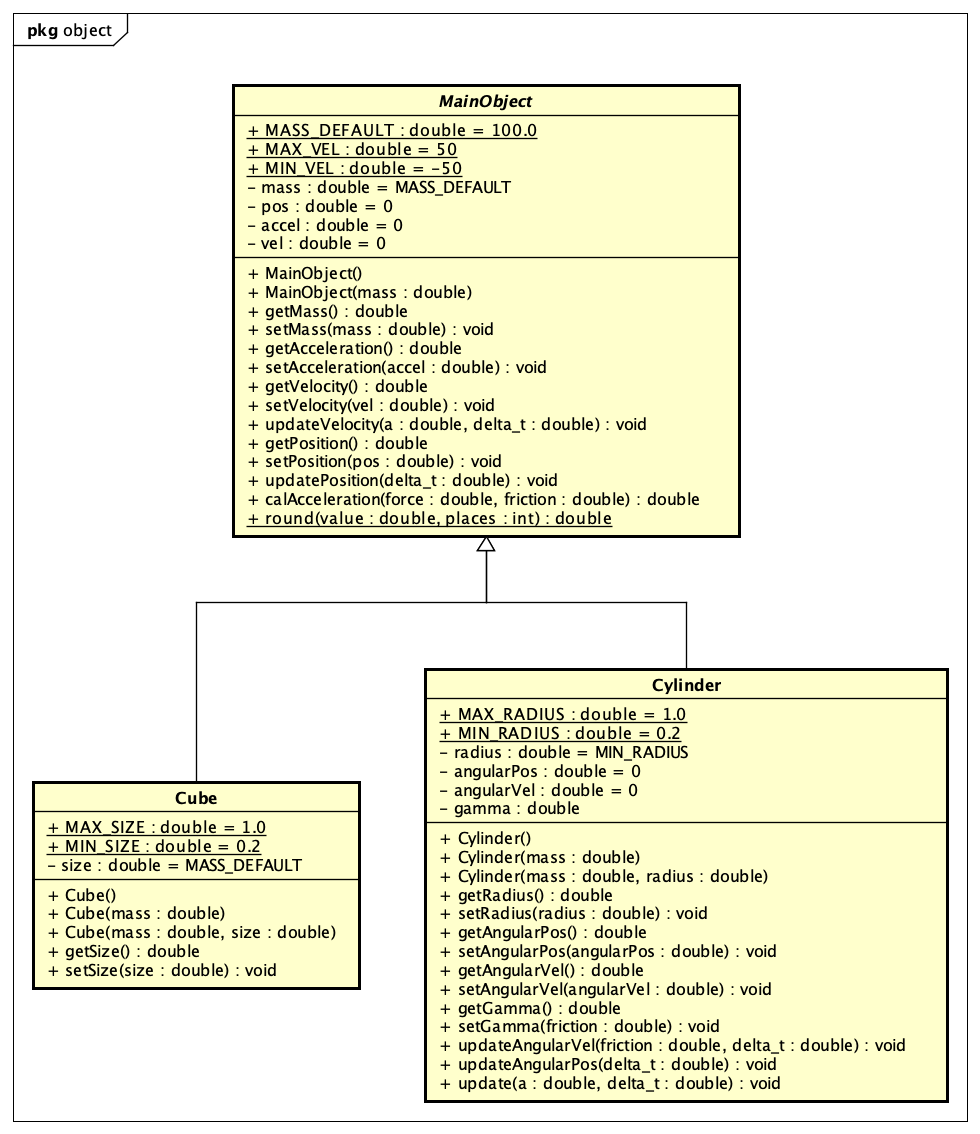 pkg object
MainObject
+ MASS_DEFAULT : double = 100.0
+ MAX_VEL : double = 50
+ MIN_VEL : double = -50
- mass : double = MASS_DEFAULT
- pos : double = 0
- accel : double = 0
- vel : double = 0
+ MainObject()
+ MainObject(mass : double)
+ getMass() : double
+ setMass(mass : double) : void
+ getAcceleration() : double
+ setAcceleration(accel : double) : void
+ getVelocity() : double
+ setVelocity(vel : double) : void
+ updateVelocity(a : double, delta_t : double) : void
+ getPosition() : double
+ setPosition(pos : double) : void
+ updatePosition(delta_t : double) : void
+ calAcceleration(force : double, friction : double) : double
+ round(value : double, places : int) : double
Cube
+ MAX_SIZE : double = 1.0
+ MIN_SIZE : double = 0.2
- size : double = MASS_DEFAULT
+ Cube()
+ Cube(mass : double)
+ Cube(mass : double, size : double)
+ getSize() : double
+ setSize(size : double) : void
Cylinder
+ MAX_RADIUS : double = 1.0
+ MIN_RADIUS : double = 0.2
- radius : double = MIN_RADIUS
- angularPos : double = 0
- angularVel : double = 0
- gamma : double
+ Cylinder()
+ Cylinder(mass : double)
+ Cylinder(mass : double, radius : double)
+ getRadius() : double
+ setRadius(radius : double) : void
+ getAngularPos() : double
+ setAngularPos(angularPos : double) : void
+ getAngularVel() : double
+ setAngularVel(angularVel : double) : void
+ getGamma() : double
+ setGamma(friction : double) : void
+ updateAngularVel(friction : double, delta_t : double) : void
+ updateAngularPos(delta_t : double) : void
+ update(a : double, delta_t : double) : void